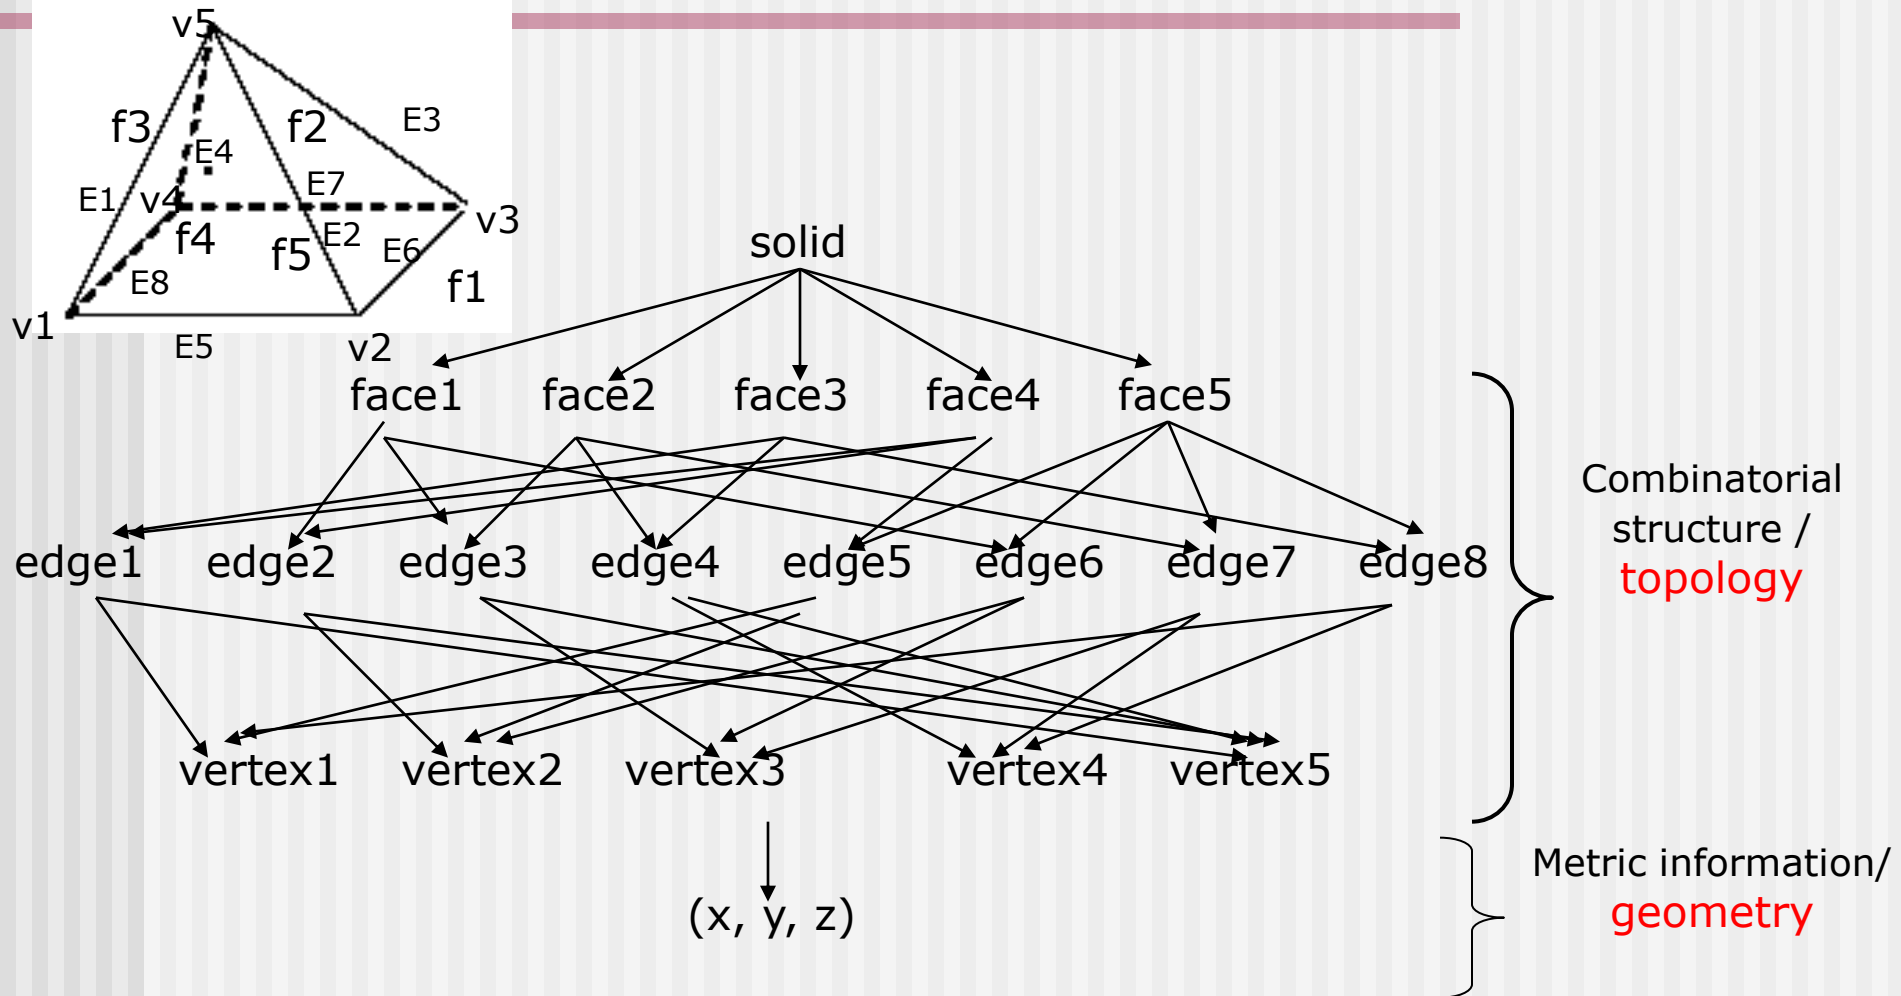 v5
f3
f2
E3
E4
E1
v4
E7
v3
f4
f5
E2
E6
E8
f1
v1
E5
v2
solid
face1 face2 face3 face4 face5
edge1 edge2 edge3 edge4 edge5 edge6 edge7 edge8
vertex1 vertex2 vertex3 vertex4 vertex5
(x, y, z)
Combinatorial
structure /
topology
Metric information/
geometry